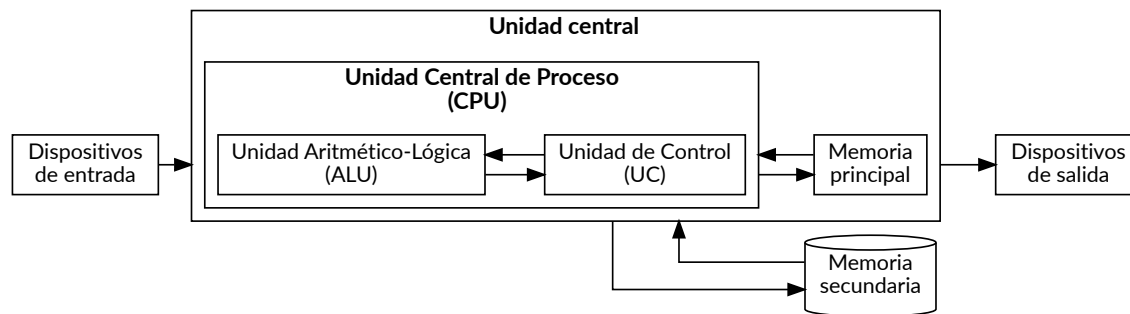 Unidad central
Unidad Central de Proceso
(CPU)
Dispositivos
de entrada
Unidad Aritmético-Lógica
(ALU)
Unidad de Control
(UC)
Memoria
principal
Dispositivos
de salida
Memoria
secundaria